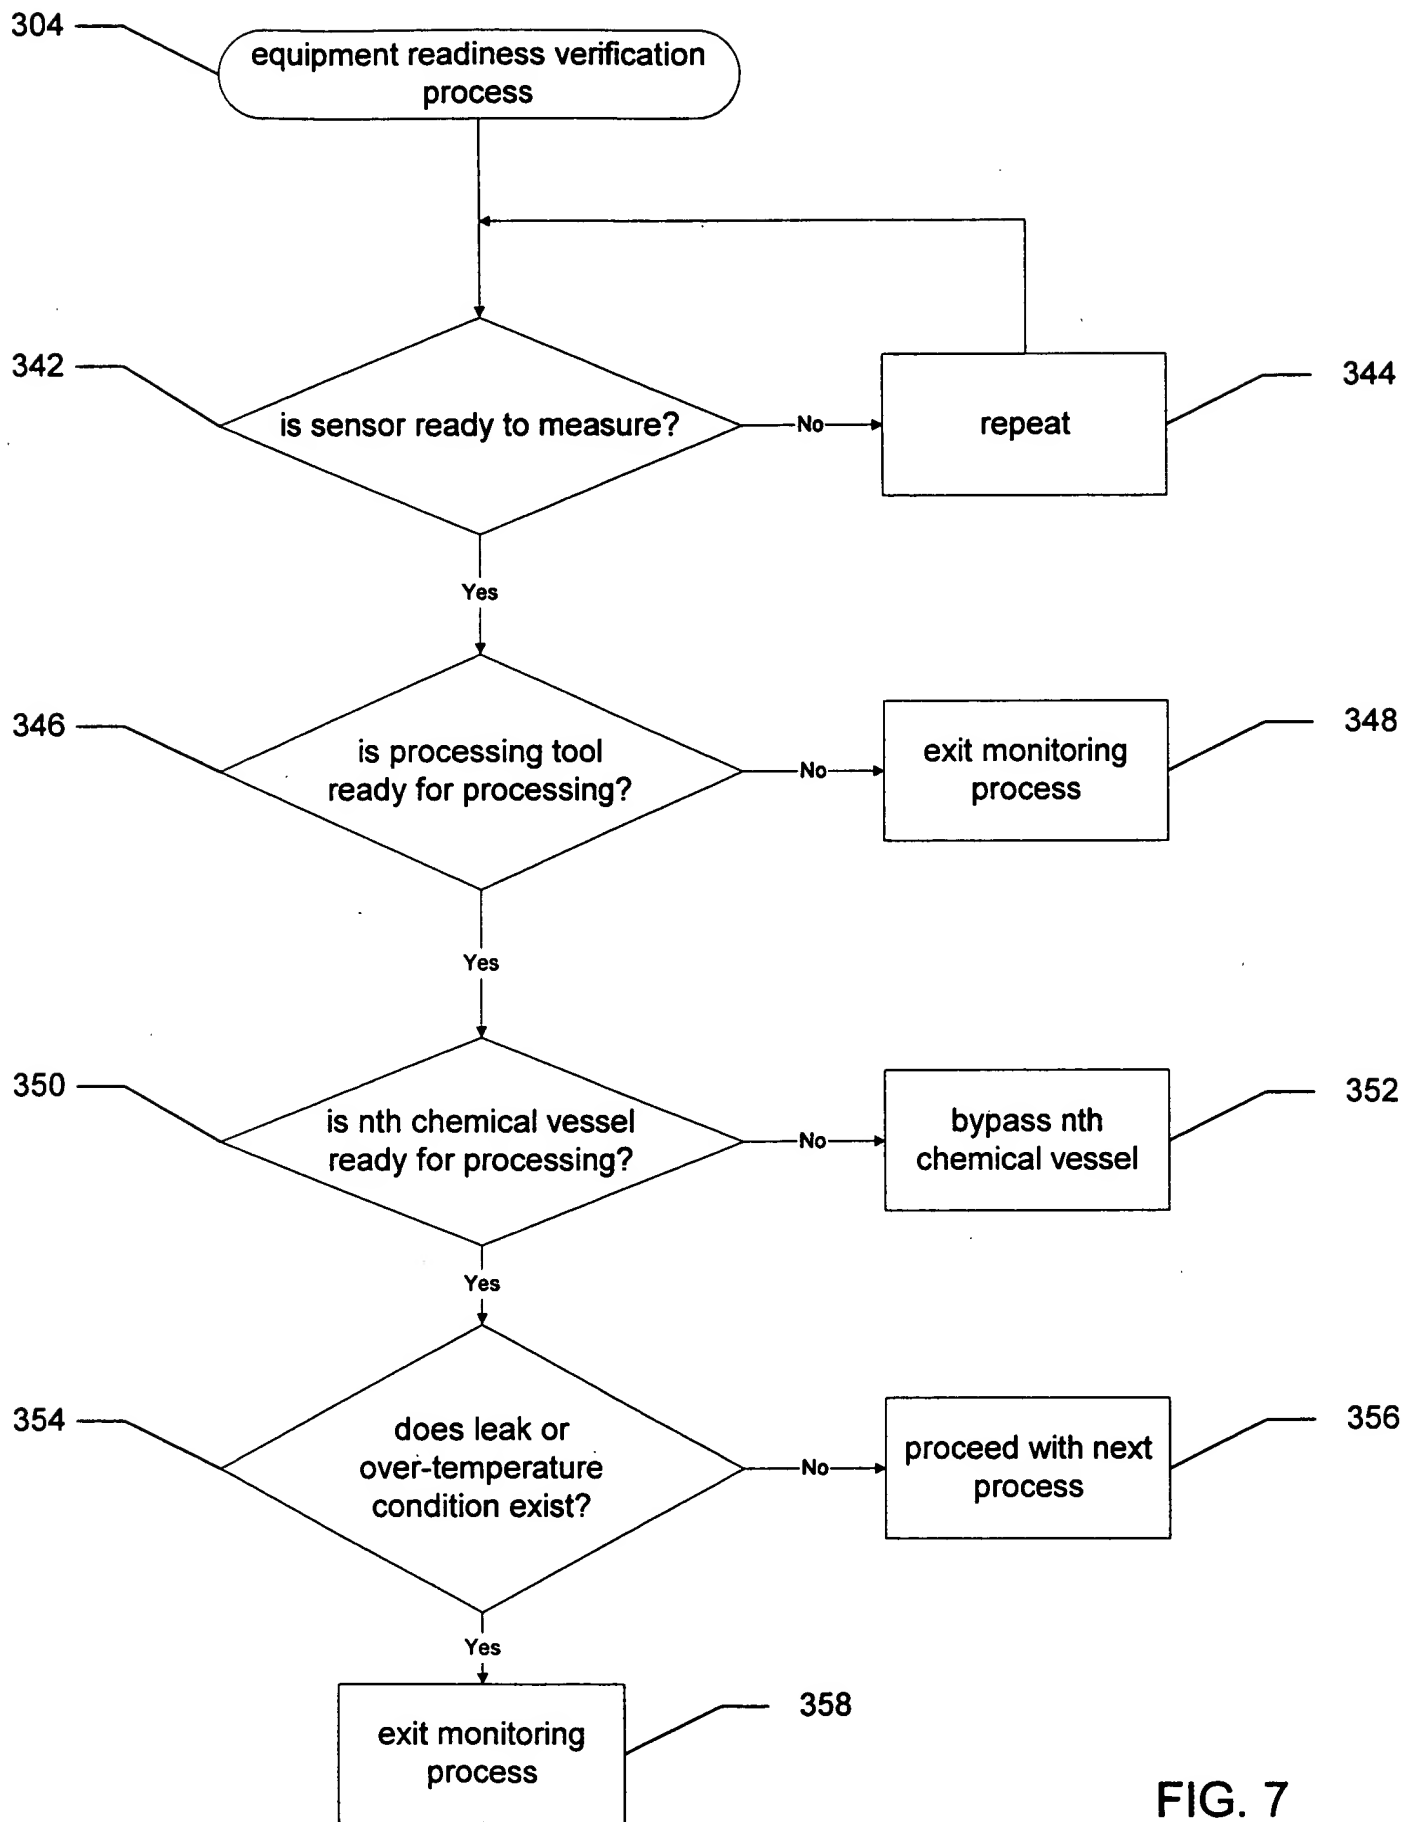 304
equipment readiness verification
process
342
is sensor ready to measure?
No
repeat
344
Yes
346
is processing tool
ready for processing?
No
exit monitoring
process
348
Yes
350
is nth chemical vessel
ready for processing?
No
bypass nth
chemical vessel
352
Yes
354
does leak or
over-temperature
condition exist?
No
proceed with next
process
356
Yes
exit monitoring
process
358
FIG. 7